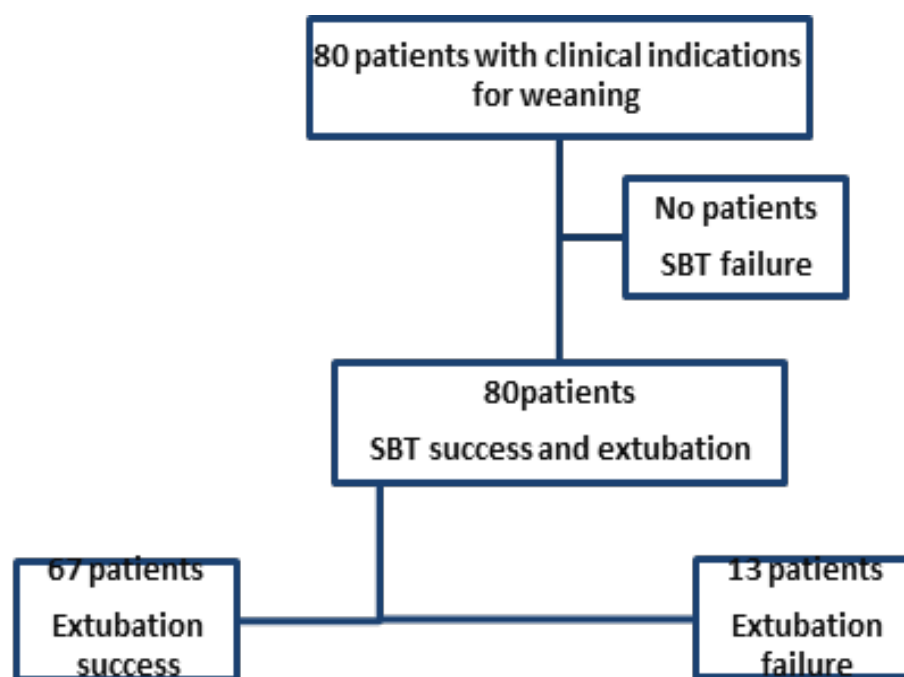 80 patients with clinical indications
for weaning
No patients
SBT failure
80patients
SBT success and extubation
67 patients
Extubation
success
13 patients
Extubation
failure